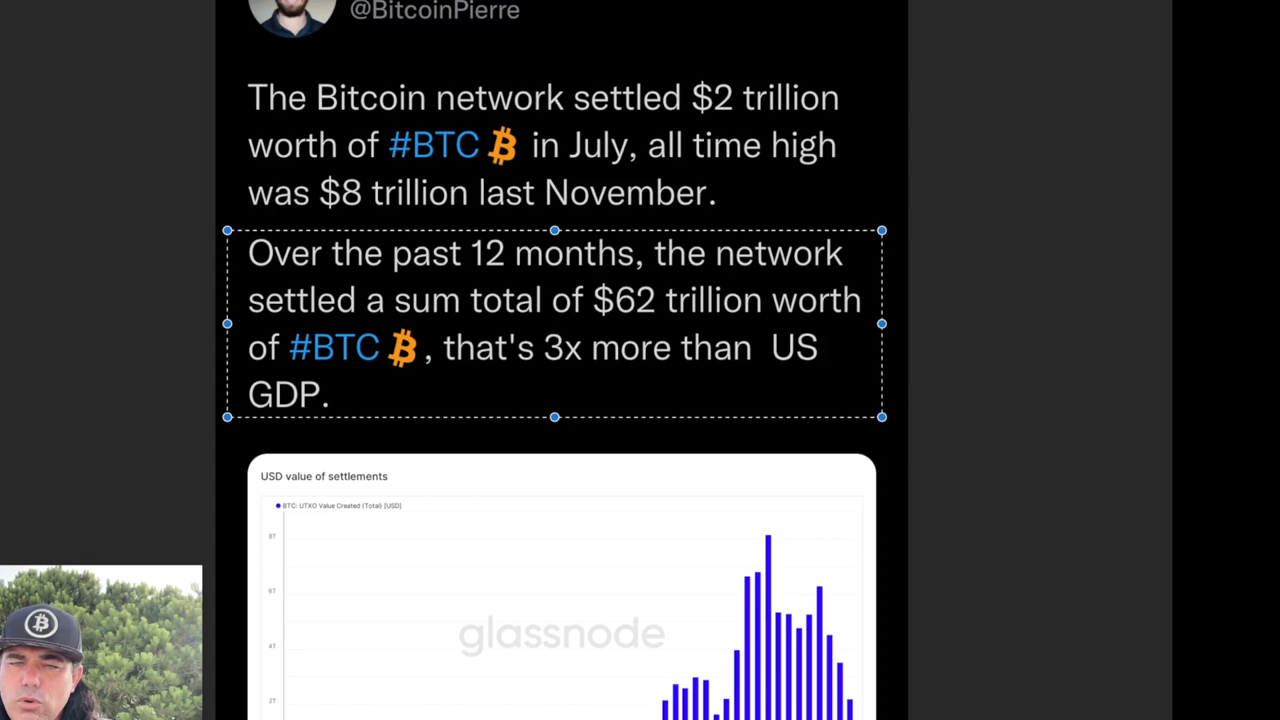 @BitcoinPierre
The Bitcoin network settled $2 trillion
worth of #BTC in July, all time high
was $8 trillion last November.
Over the past 12 months, the network
settled a sum total of $62 trillion worth
of #BTC , that's 3x more than US
GDP.
USD value of settlements
BTC: UTXO Value Created (Total) [USD]
8T
6T
glassnode
4T
2T